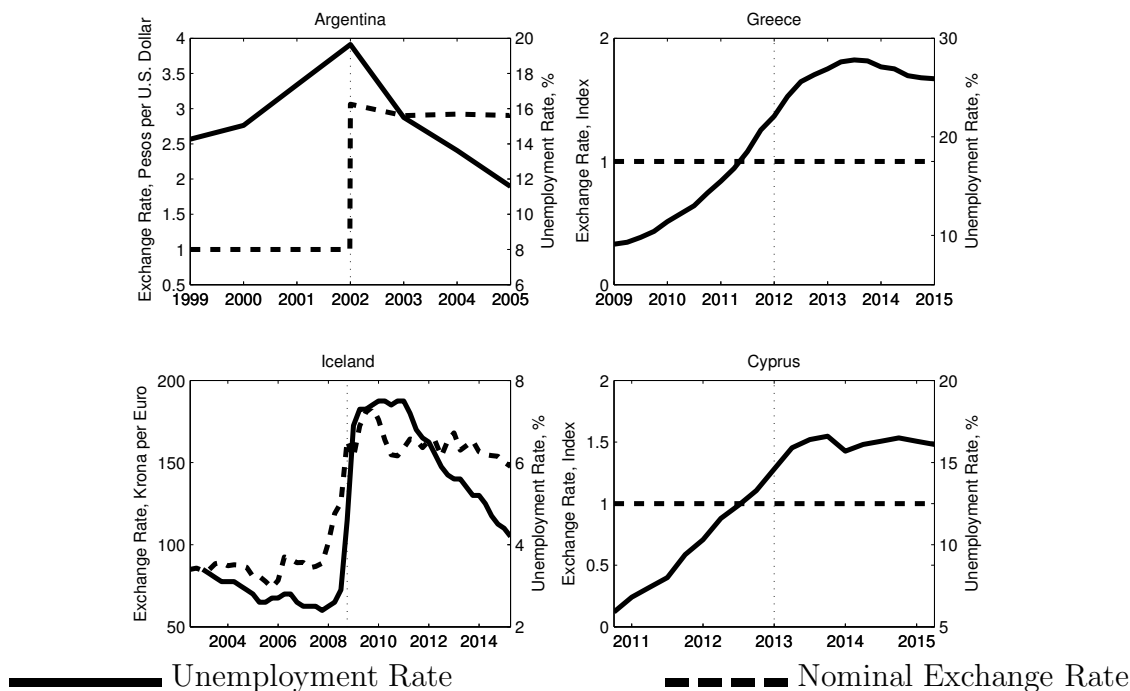 Argentina
Exchange Rate, Pesos per U.S. Dollar
4
3.5
3
2.5
2
1.5
1
0.5
20
18
16
14
12
10
8
6
Unemployment Rate, %
1999 2000 2001 2002 2003 2004 2005
Greece
Exchange Rate, Index
2
1
0
30
20
10
Unemployment Rate, %
2009 2010 2011 2012 2013 2014 2015
Iceland
Exchange Rate, Krona per Euro
200
150
100
50
8
6
4
2
Unemployment Rate, %
2004 2006 2008 2010 2012 2014
Cyprus
Exchange Rate, Index
2
1.5
1
0.5
0
20
15
10
5
Unemployment Rate, %
2011 2012 2013 2014 2015
Unemployment Rate
Nominal Exchange Rate